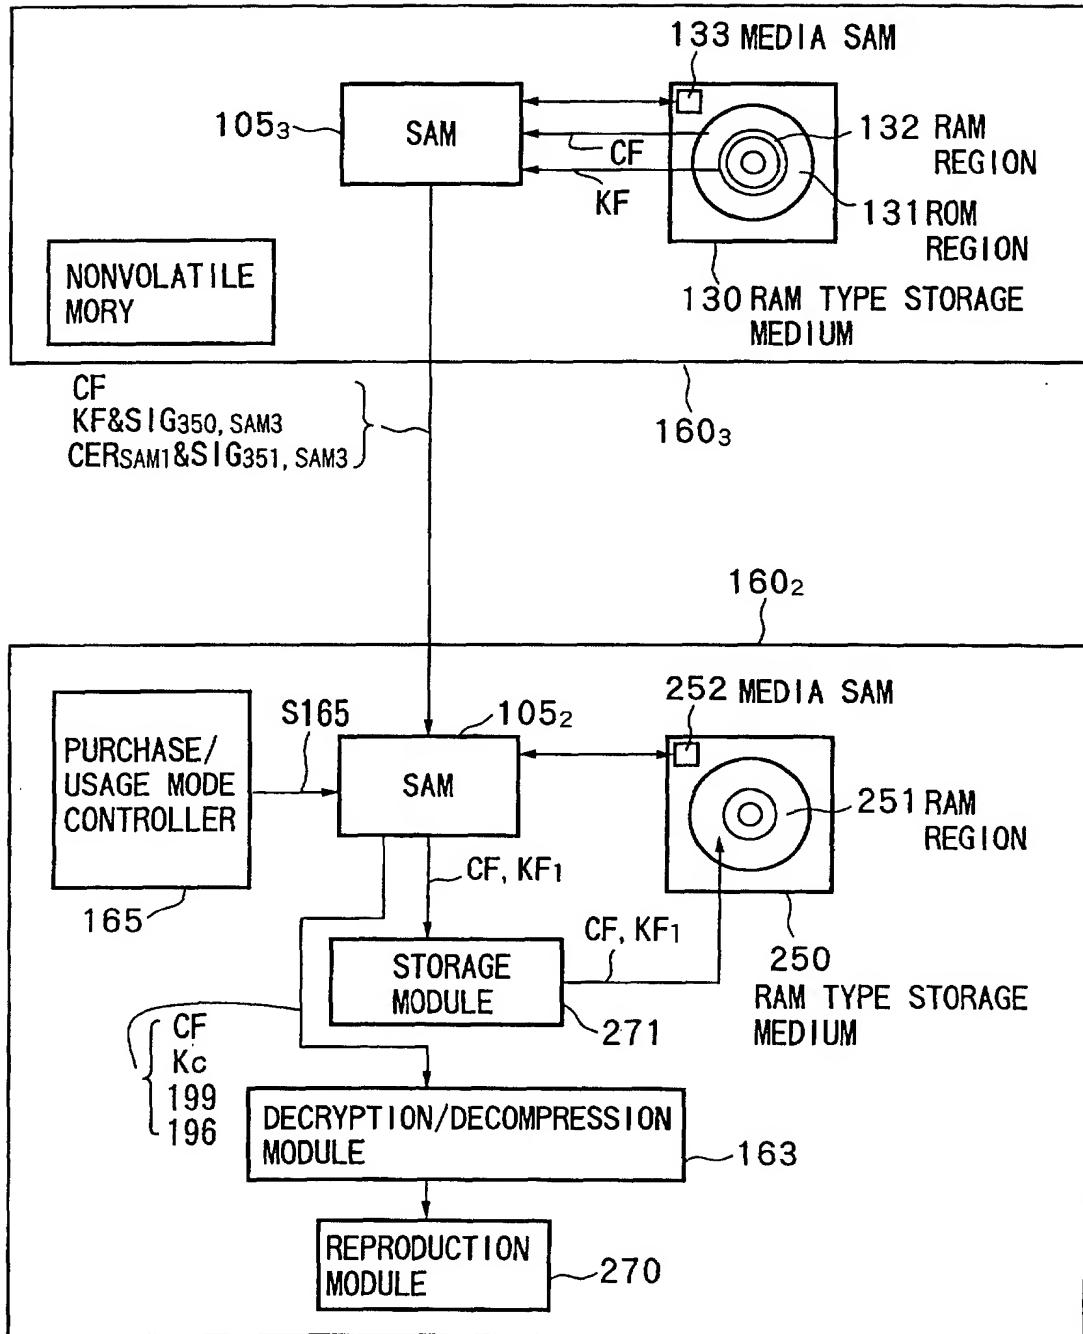 133 MEDIA SAM
105₃
SAM
132 RAM
REGION
CF
KF
131 ROM
REGION
NONVOLATILE
MORY
130 RAM TYPE STORAGE
MEDIUM
CF
KF&SIG350, SAM3
CERSAM1&SIG351, SAM3
160₃
160₂
252 MEDIA SAM
S165
105₂
PURCHASE/
USAGE MODE
CONTROLLER
SAM
251 RAM
REGION
CF, KF₁
165
CF, KF₁
STORAGE
MODULE
250
RAM TYPE STORAGE
MEDIUM
271
CF
Kc
199
196
DECRYPTION/DECOMPRESSION
MODULE
163
REPRODUCTION
MODULE
270